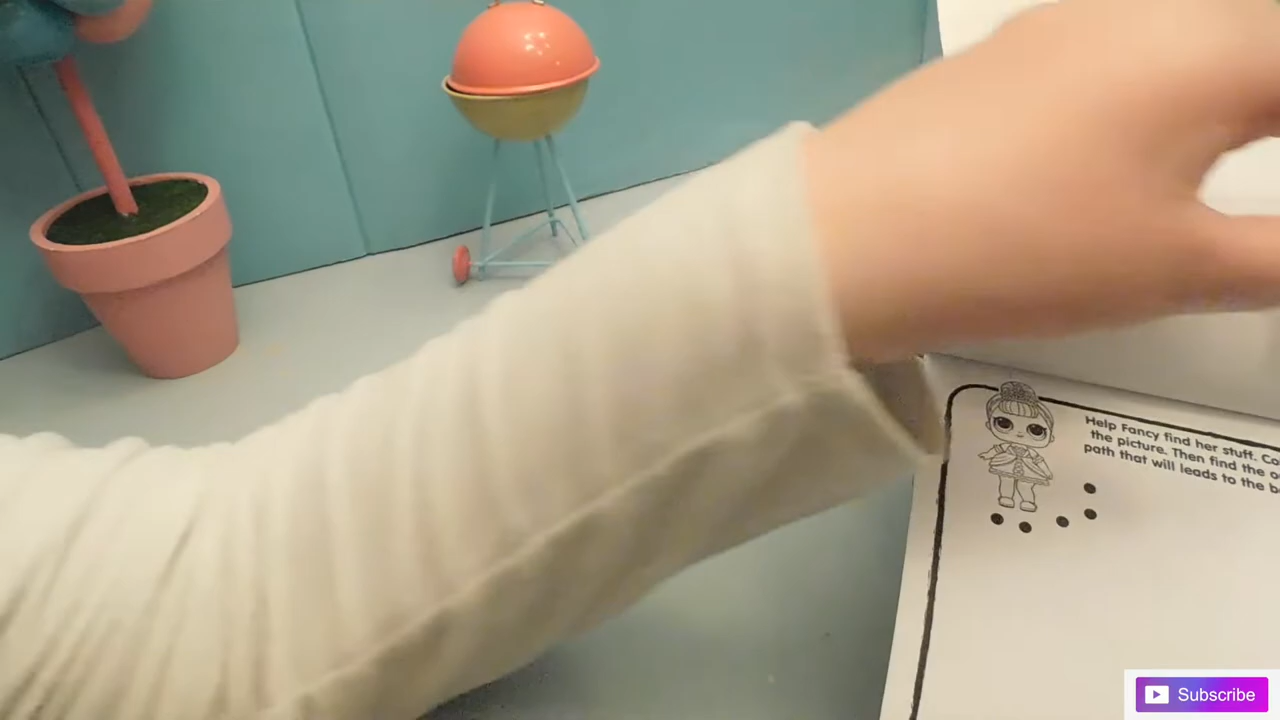 Help Fancy find her stuff.
the picture. Then find the
path that will leads to the
Subscribe